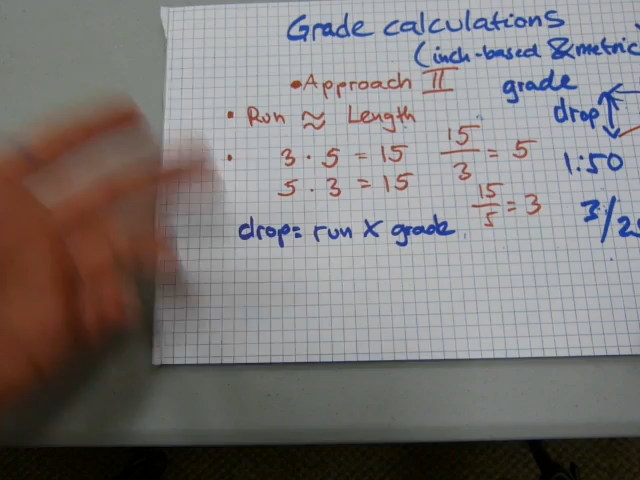 Grade calculations
(inch-based & metric
• Approach II
grade
drop
• Run ≈ Length
• 3 · 5 = 15
5 · 3 = 15
15/3 = 5
15/5 = 3
1:50
drop = run X grade